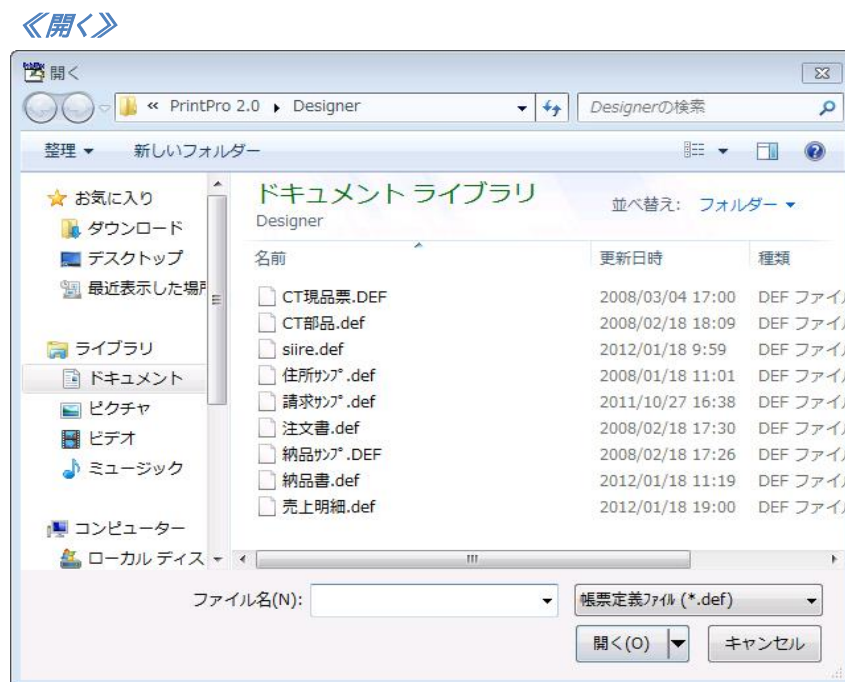 《開く》
開く
« PrintPro 2.0 ▸ Designer
Designerの検索
整理 ▼ 新しいフォルダー
お気に入り
ダウンロード
デスクトップ
最近表示した場所
ライブラリ
ドキュメント
ピクチャ
ビデオ
ミュージック
コンピューター
ローカル ディス
ドキュメント ライブラリ
Designer
並べ替え: フォルダー ▼
名前 更新日時 種類
CT現品票.DEF 2008/03/04 17:00 DEF ファイル
CT部品.def 2008/02/18 18:09 DEF ファイル
siire.def 2012/01/18 9:59 DEF ファイル
住所ｻﾝﾌﾟ.def 2008/01/18 11:01 DEF ファイル
請求ｻﾝﾌﾟ.def 2011/10/27 16:38 DEF ファイル
注文書.def 2008/02/18 17:30 DEF ファイル
納品ｻﾝﾌﾟ.DEF 2008/02/18 17:26 DEF ファイル
納品書.def 2012/01/18 11:19 DEF ファイル
売上明細.def 2012/01/18 19:00 DEF ファイル
ファイル名(N): 帳票定義ﾌｧｲﾙ (*.def)
開く(O) キャンセル